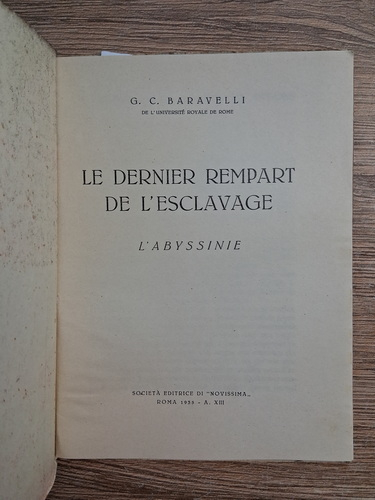 G. C. BARAVELLI
DE L'UNIVERSITÉ ROYALE DE ROME
LE DERNIER REMPART
DE L'ESCLAVAGE
L'ABYSSINIE
SOCIETÀ EDITRICE DI "NOVISSIMA„
ROMA 1935 - A. XIII